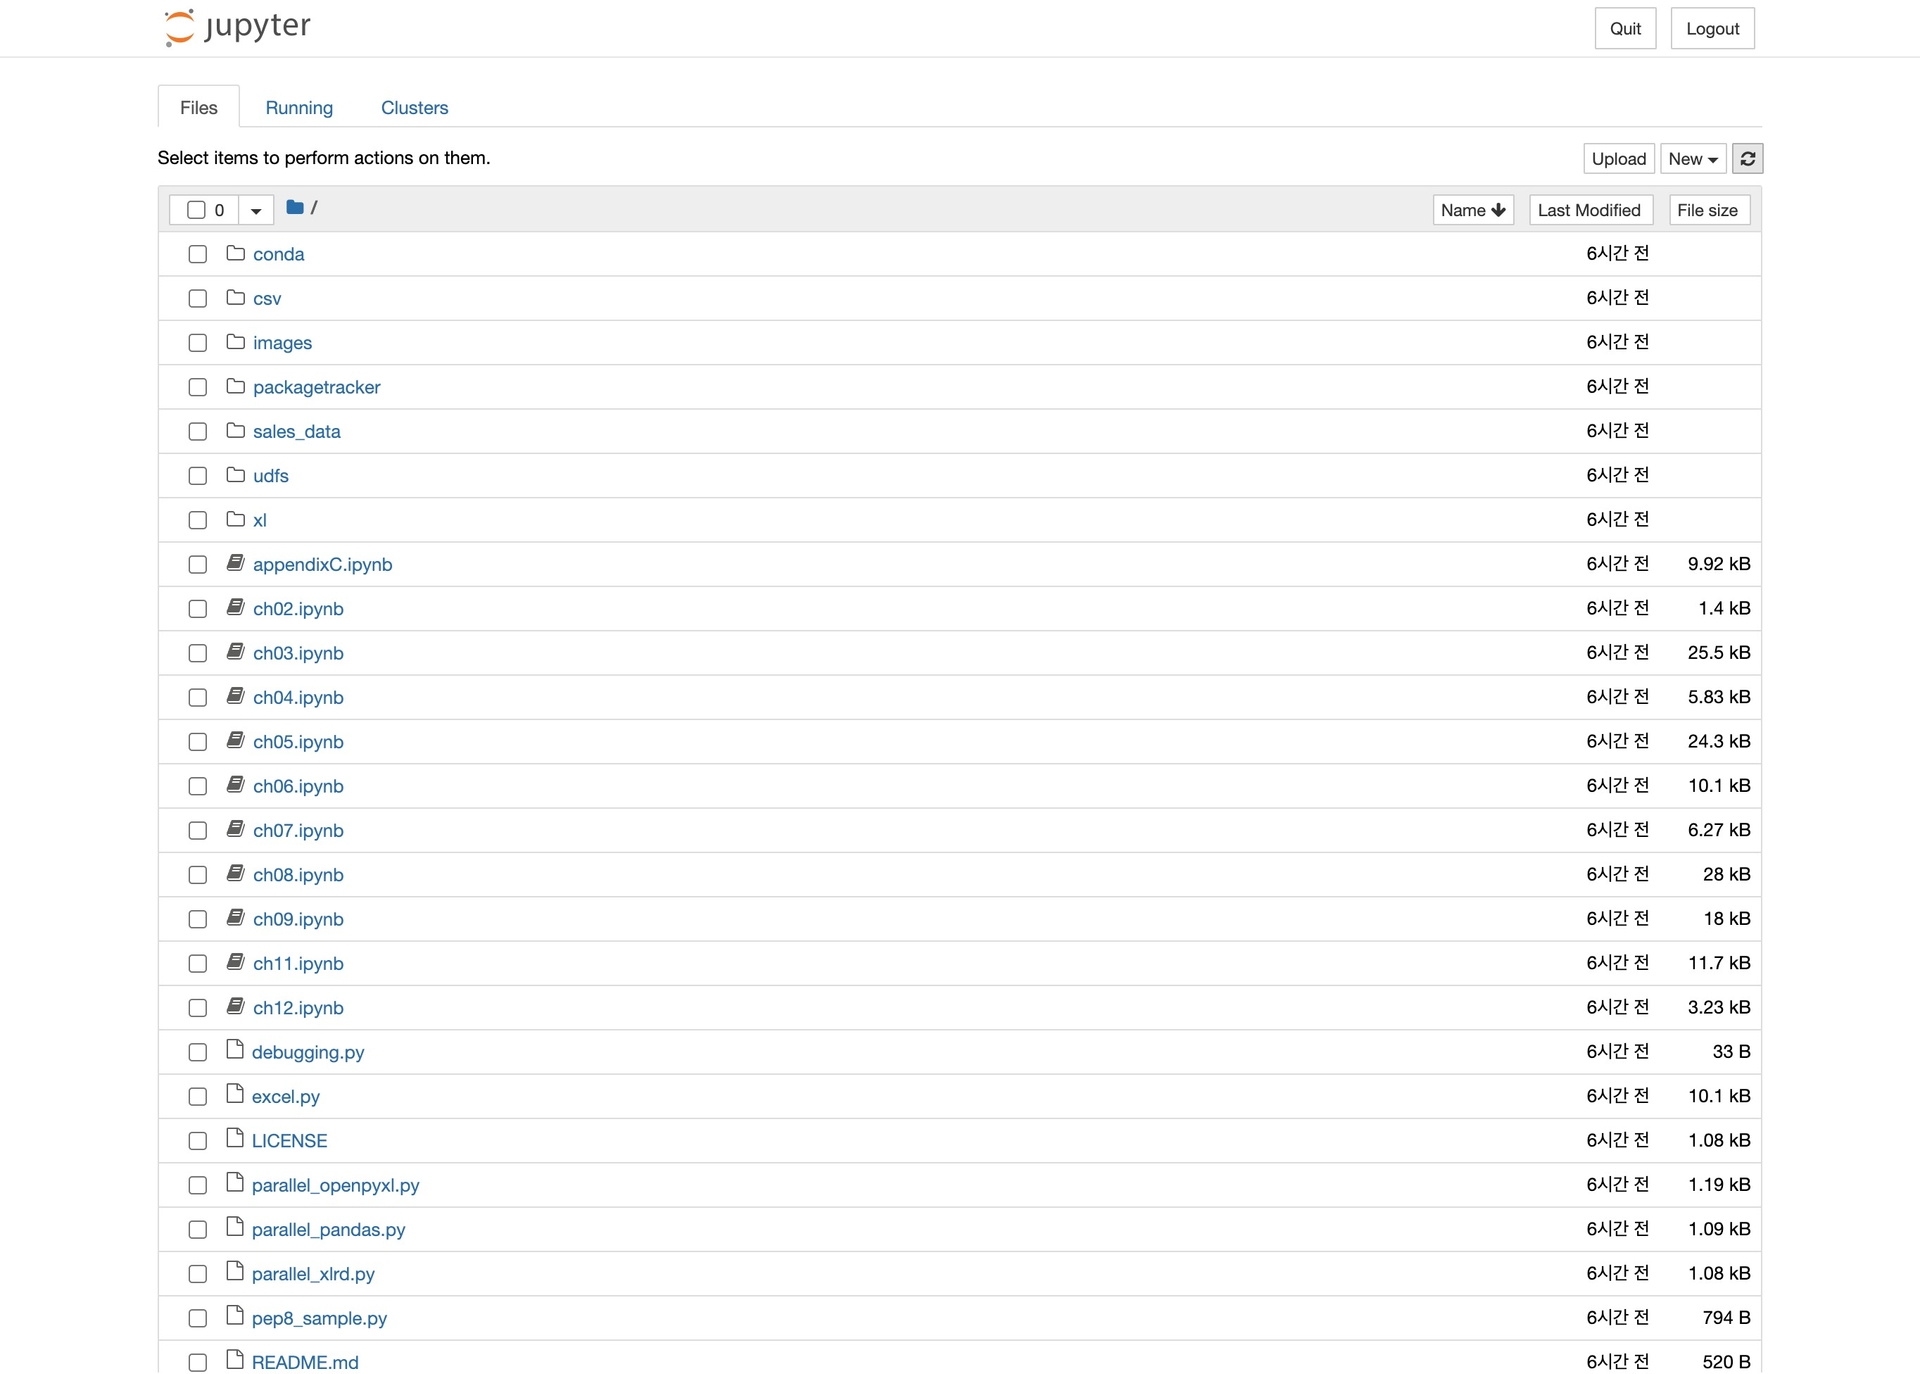 jupyter Quit Logout
Files Running Clusters
Select items to perform actions on them. Upload New
0 / Name Last Modified File size
conda 6시간 전
csv 6시간 전
images 6시간 전
packagetracker 6시간 전
sales_data 6시간 전
udfs 6시간 전
xl 6시간 전
appendixC.ipynb 6시간 전 9.92 kB
ch02.ipynb 6시간 전 1.4 kB
ch03.ipynb 6시간 전 25.5 kB
ch04.ipynb 6시간 전 5.83 kB
ch05.ipynb 6시간 전 24.3 kB
ch06.ipynb 6시간 전 10.1 kB
ch07.ipynb 6시간 전 6.27 kB
ch08.ipynb 6시간 전 28 kB
ch09.ipynb 6시간 전 18 kB
ch11.ipynb 6시간 전 11.7 kB
ch12.ipynb 6시간 전 3.23 kB
debugging.py 6시간 전 33 B
excel.py 6시간 전 10.1 kB
LICENSE 6시간 전 1.08 kB
parallel_openpyxl.py 6시간 전 1.19 kB
parallel_pandas.py 6시간 전 1.09 kB
parallel_xlrd.py 6시간 전 1.08 kB
pep8_sample.py 6시간 전 794 B
README.md 6시간 전 520 B